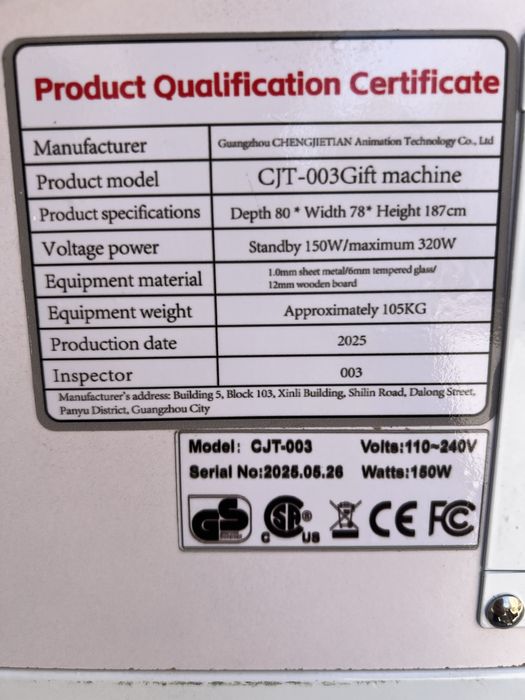 Product Qualification Certificate
Manufacturer Guangzhou CHENGJIETIAN Animation Technology Co., Ltd
Product model CJT-003Gift machine
Product specifications Depth 80 * Width 78* Height 187cm
Voltage power Standby 150W/maximum 320W
Equipment material 1.0mm sheet metal/6mm tempered glass/
12mm wooden board
Equipment weight Approximately 105KG
Production date 2025
Inspector 003
Manufacturer's address: Building 5, Block 103, Xinli Building, Shilin Road, Dalong Street,
Panyu District, Guangzhou City
Model: CJT-003 Volts:110~240V
Serial No:2025.05.26 Watts:150W
GS C SA ® US CE FC